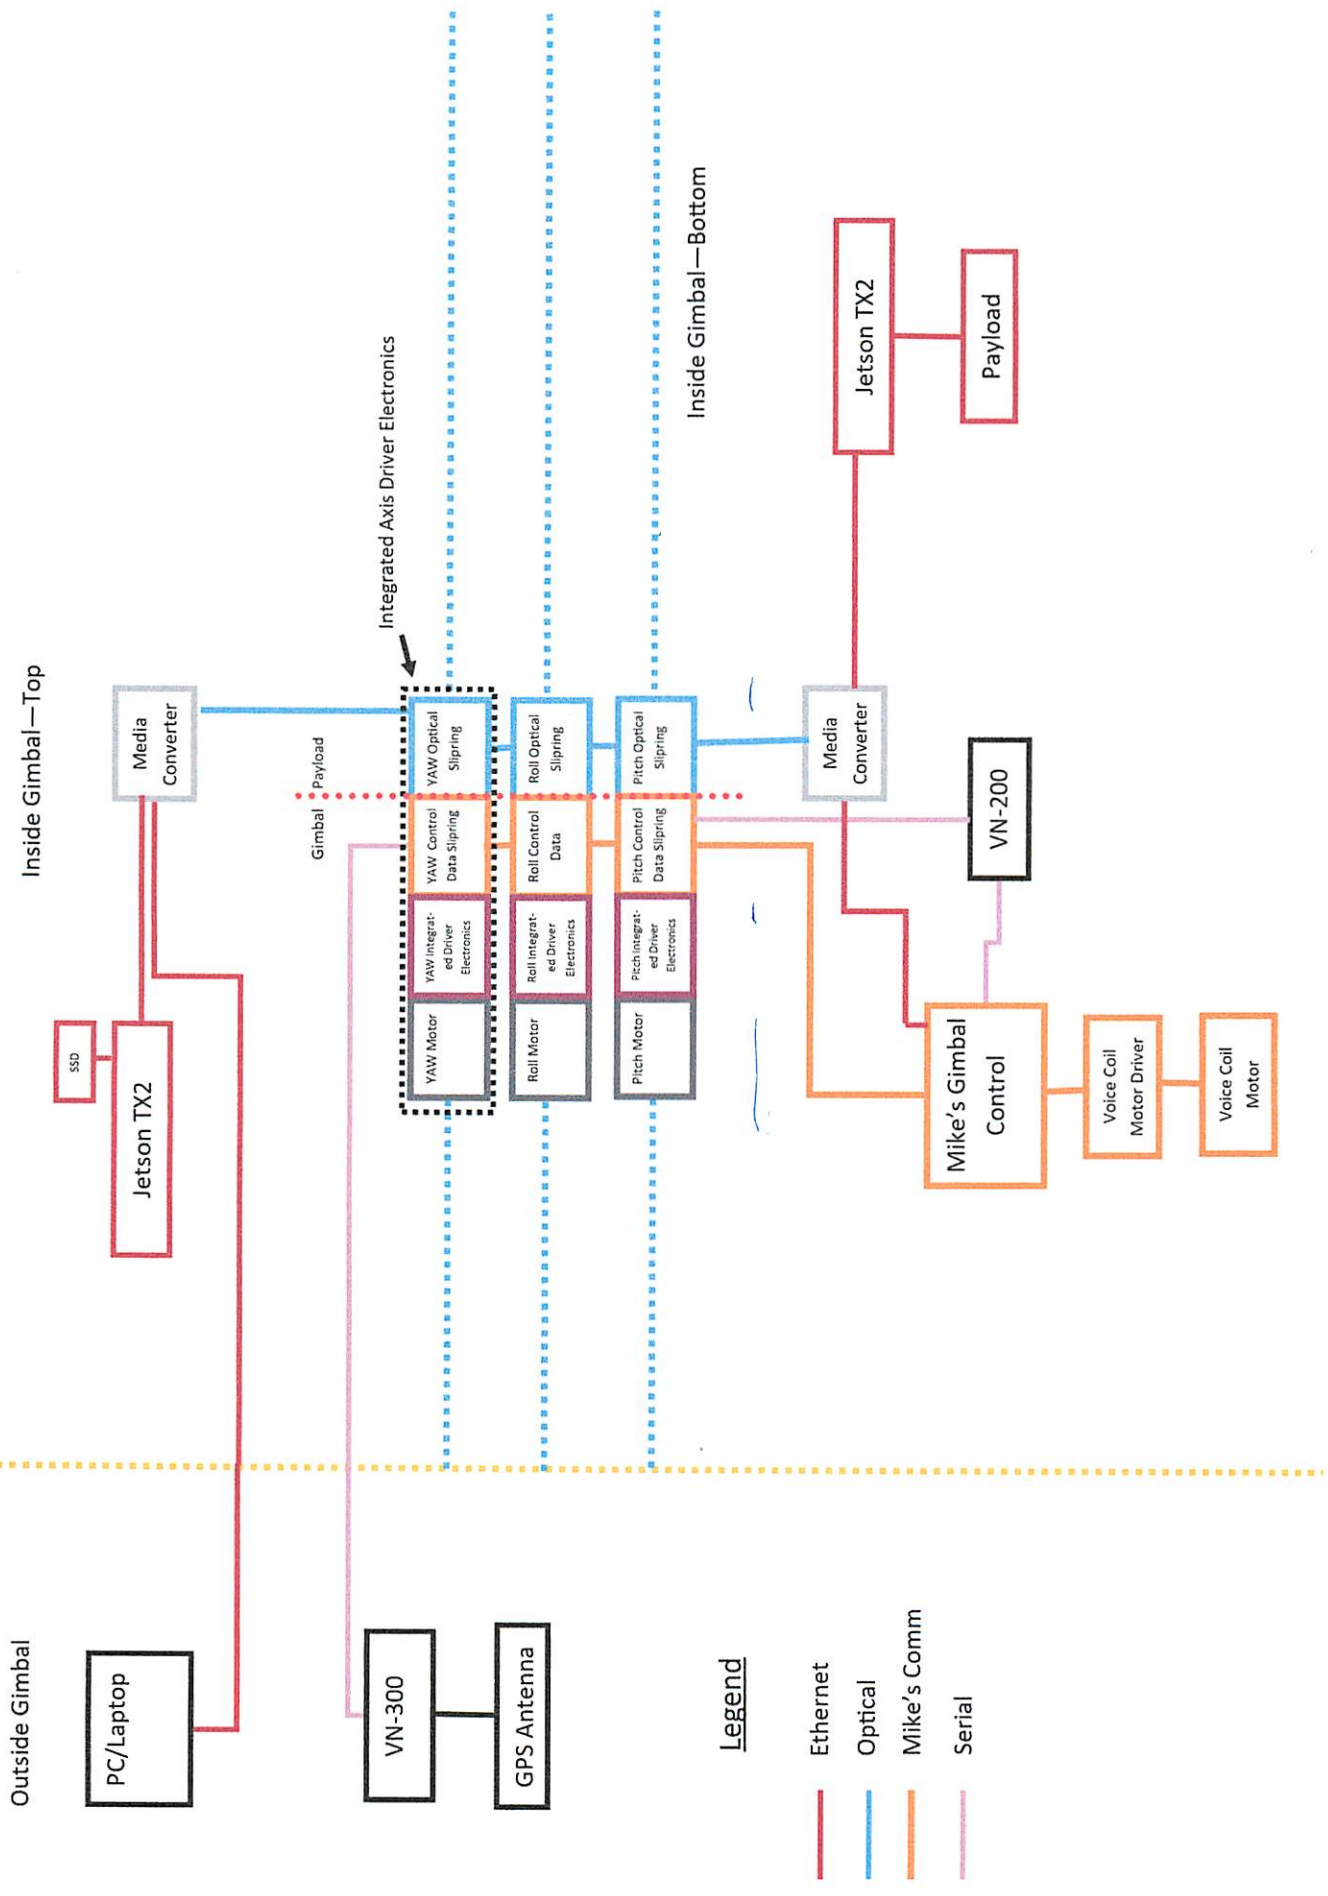 Outside Gimbal
Inside Gimbal—Top
PC/Laptop
SSD
Jetson TX2
Media
Converter
Gimbal
Payload
Integrated Axis Driver Electronics
VN-300
GPS Antenna
YAW Motor
YAW Integrat-
ed Driver
Electronics
YAW Control
Data Slipring
YAW Optical
Slipring
Roll Motor
Roll Integrat-
ed Driver
Electronics
Roll Control
Data
Roll Optical
Slipring
Pitch Motor
Pitch Integrat-
ed Driver
Electronics
Pitch Control
Data Slipring
Pitch Optical
Slipring
Inside Gimbal—Bottom
Media
Converter
Jetson TX2
Payload
VN-200
Mike's Gimbal
Control
Voice Coil
Motor Driver
Voice Coil
Motor
Legend
Ethernet
Optical
Mike's Comm
Serial